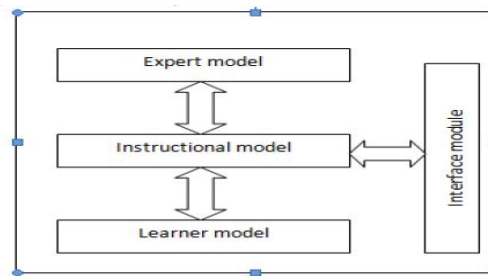 Expert model
Instructional model
Interface module
Learner model